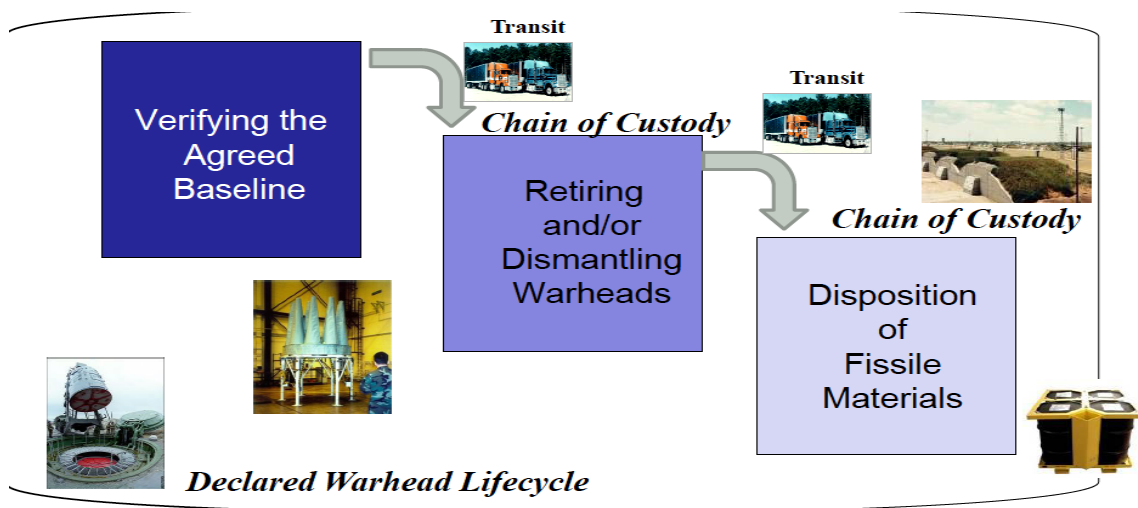 Transit
Verifying the
Agreed
Baseline
Chain of Custody
Transit
Retiring
and/or
Dismantling
Warheads
Chain of Custody
Disposition
of
Fissile
Materials
Declared Warhead Lifecycle